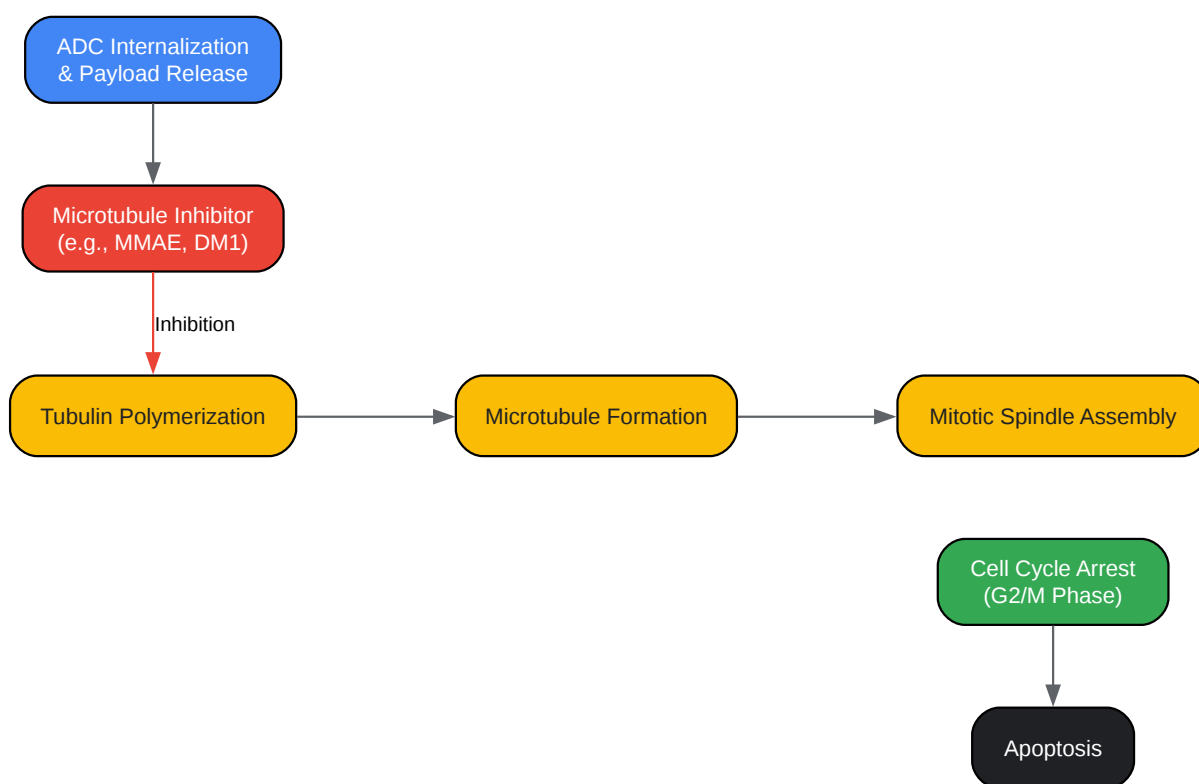 ADC Internalization
& Payload Release
Microtubule Inhibitor
(e.g., MMAE, DM1)
Inhibition
Tubulin Polymerization
Microtubule Formation
Mitotic Spindle Assembly
Cell Cycle Arrest
(G2/M Phase)
Apoptosis